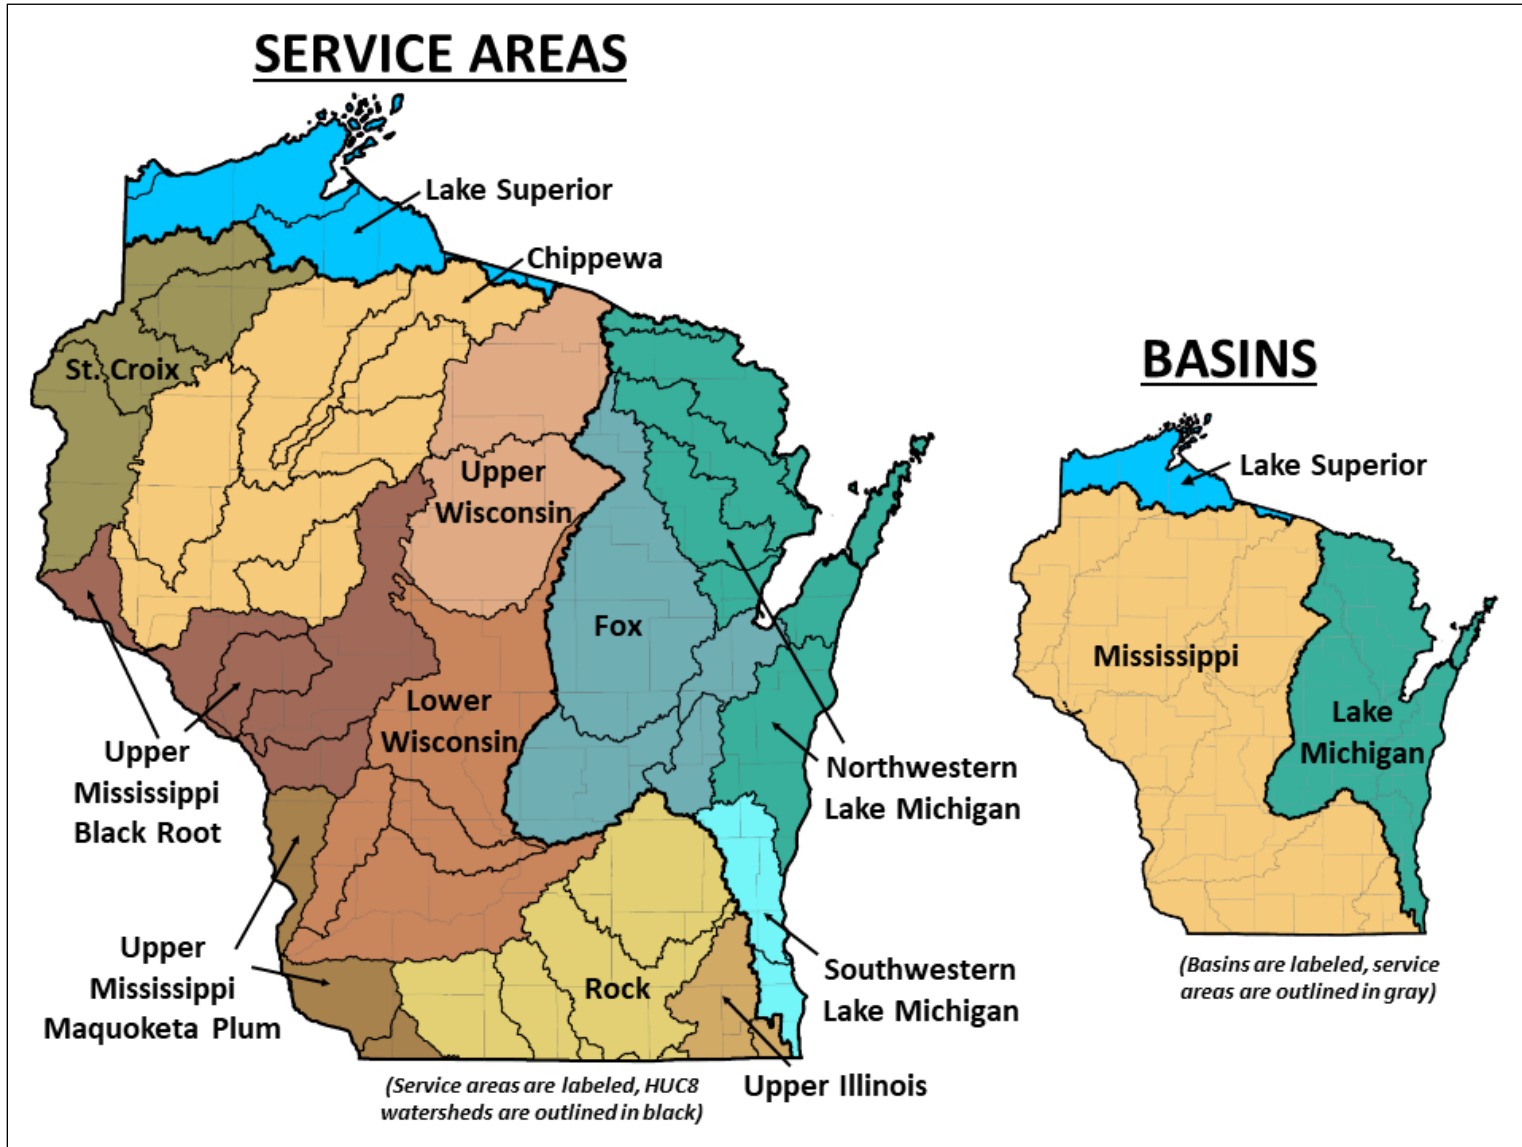 SERVICE AREAS
Lake Superior
Chippewa
St. Croix
Upper
Wisconsin
Fox
Lower
Wisconsin
Upper
Mississippi
Black Root
Northwestern
Lake Michigan
Upper
Mississippi
Maquoketa Plum
Rock
Southwestern
Lake Michigan
Upper Illinois
(Service areas are labeled, HUC8
watersheds are outlined in black)
BASINS
Lake Superior
Mississippi
Lake
Michigan
(Basins are labeled, service
areas are outlined in gray)